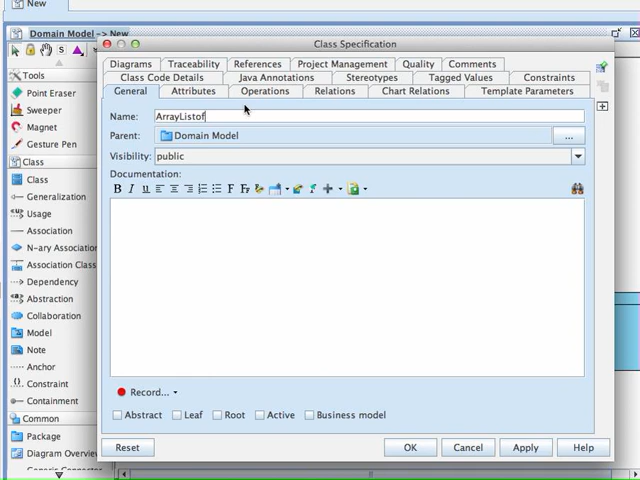 New
Domain Model -> New
Class Specification
Diagrams Traceability References Project Management Quality Comments
Class Code Details Java Annotations Stereotypes Tagged Values Constraints
General Attributes Operations Relations Chart Relations Template Parameters
Name: ArrayListof
Parent: Domain Model ...
Visibility: public
Documentation:
B I U F
Record...
Abstract Leaf Root Active Business model
Reset OK Cancel Apply Help
Tools
Point Eraser
Sweeper
Magnet
Gesture Pen
Class
Class
Generalization
Usage
Association
N-ary Association
Association Class
Dependency
Abstraction
Collaboration
Model
Note
Anchor
Constraint
Containment
Common
Package
Diagram Overview
Generic Connector